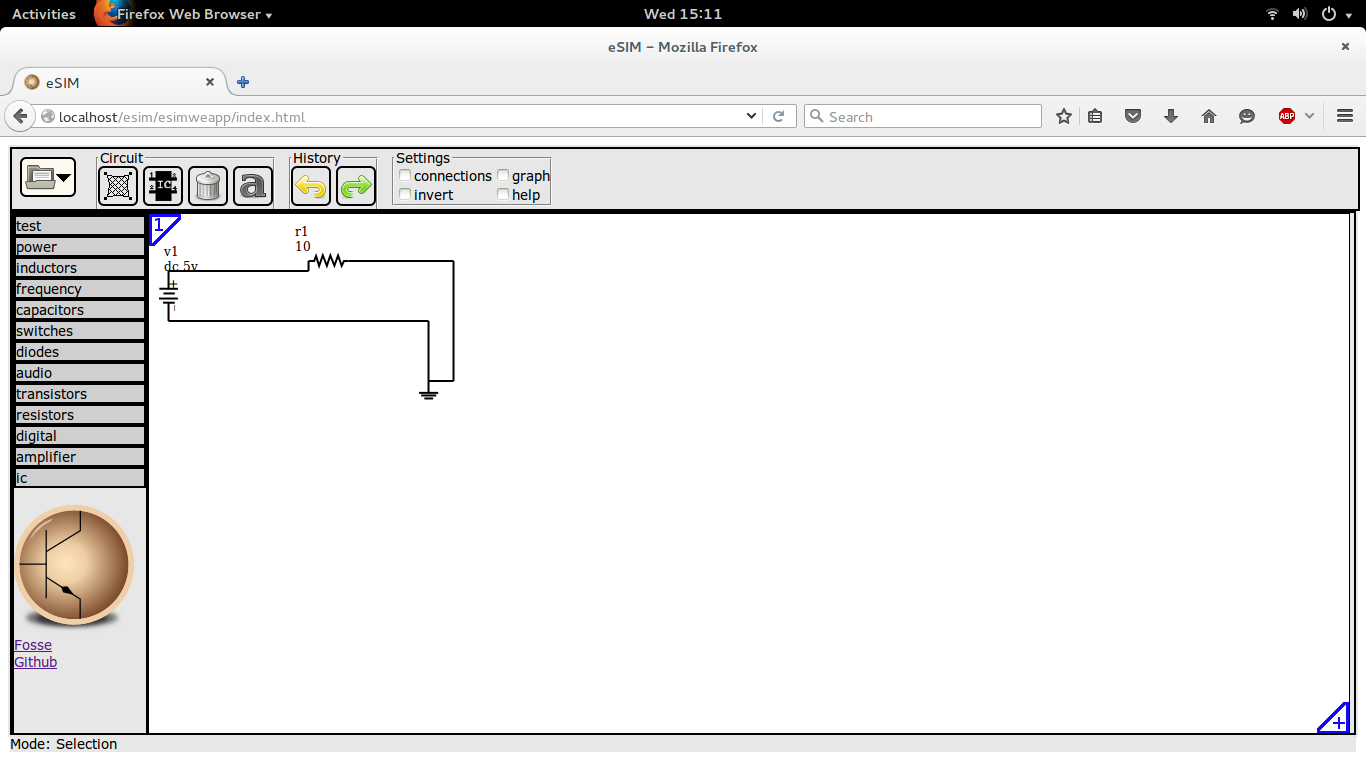 Activities Firefox Web Browser Wed 15:11
eSIM – Mozilla Firefox
eSIM
localhost/esim/esimweapp/index.html Search
ABP
Circuit History Settings
IC a connections graph
invert help
test
power
inductors
frequency
capacitors
switches
diodes
audio
transistors
resistors
digital
amplifier
ic
Fosse
Github
1
r1
10
v1
dc 5v
+
+
Mode: Selection